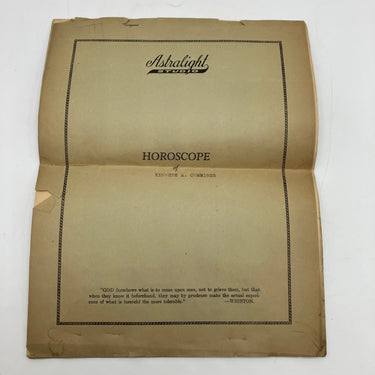 Astralight
STUDIO
HOROSCOPE
of
KENNETH A. CUMMINGS
"GOD foreshows what is to come upon men, not to grieve them, but that
when they know it beforehand, they may by prudence make the actual experi-
ence of what is foretold the more tolerable."
—WHISTON.